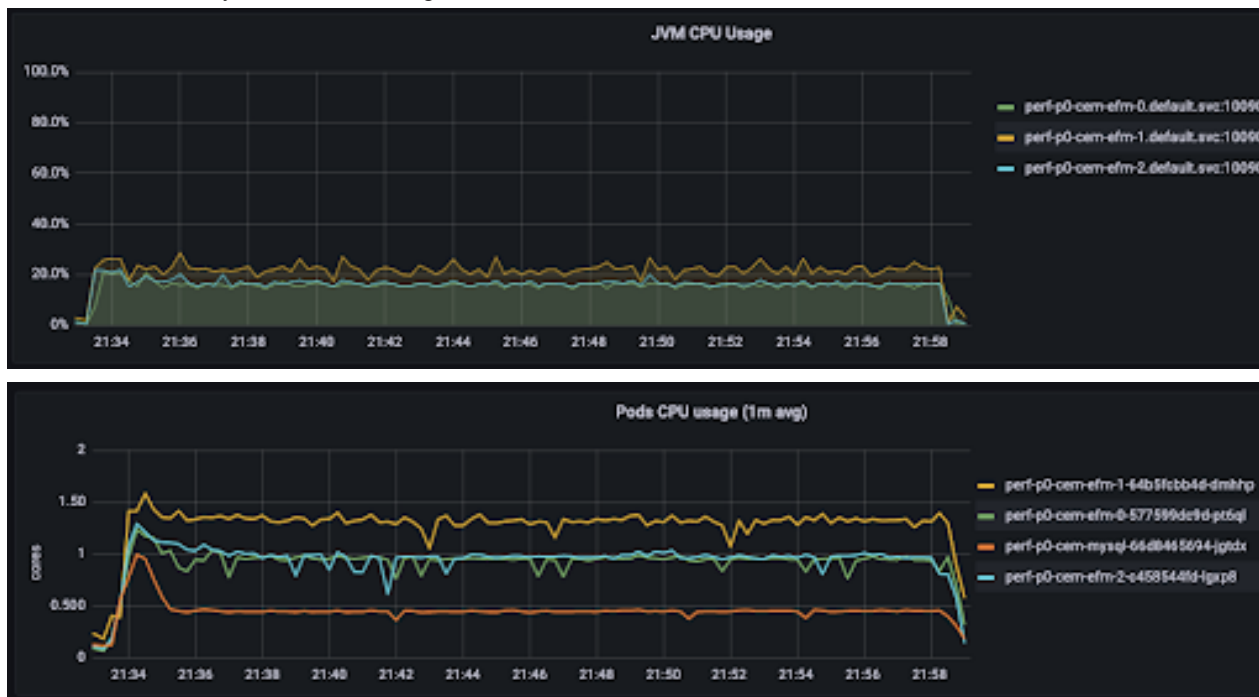 JVM CPU Usage
100.0%
80.0%
60.0%
40.0%
20.0%
0%
21:34 21:36 21:38 21:40 21:42 21:44 21:46 21:48 21:50 21:52 21:54 21:56 21:58
perf-p0-cem-efm-0.default.svc:1009
perf-p0-cem-efm-1.default.svc:1009
perf-p0-cem-efm-2.default.svc:1009
Pods CPU usage (1m avg)
cores
2
1.50
1
0.500
0
21:34 21:36 21:38 21:40 21:42 21:44 21:46 21:48 21:50 21:52 21:54 21:56 21:58
perf-p0-cem-efm-1-64b5fcbb4d-dmhhp
perf-p0-cem-efm-0-577599dc9d-pt6ql
perf-p0-cem-mysql-66d8465694-jgtdx
perf-p0-cem-efm-2-c458544fd-lgxp8